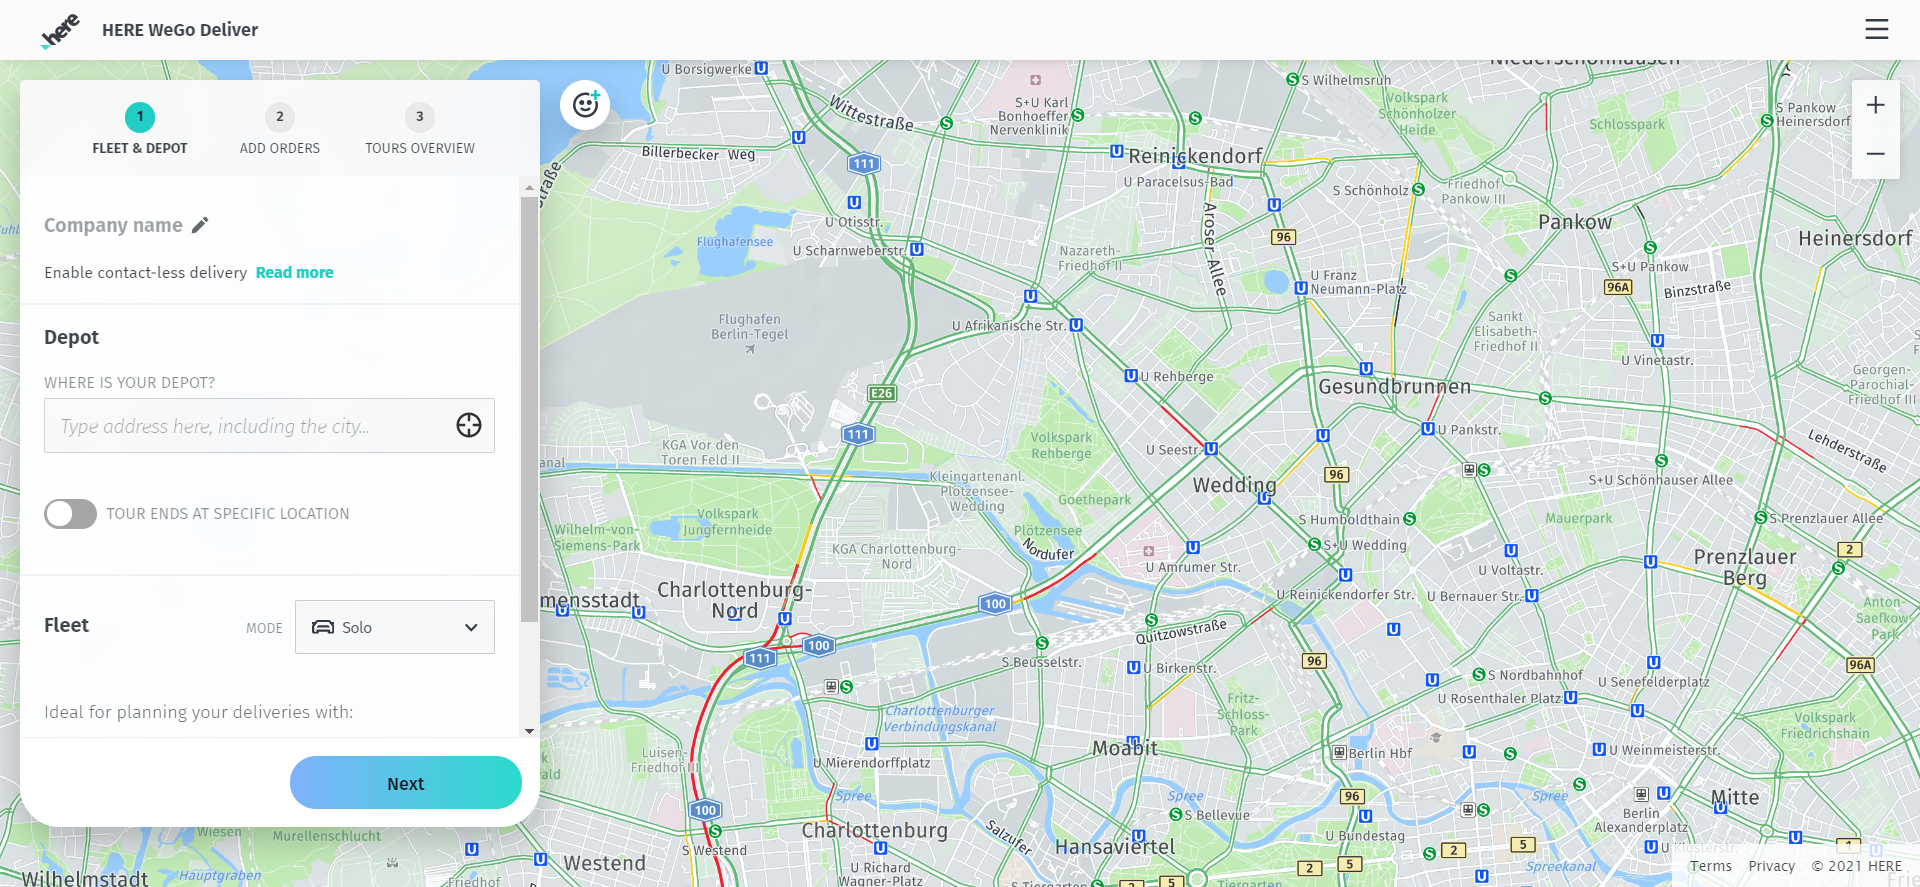 here
HERE WeGo Deliver
1
2
3
FLEET & DEPOT
ADD ORDERS
TOURS OVERVIEW
Company name
Enable contact-less delivery Read more
Depot
WHERE IS YOUR DEPOT?
Type address here, including the city...
TOUR ENDS AT SPECIFIC LOCATION
Fleet
MODE
Solo
Ideal for planning your deliveries with:
Next
U Borsigwerke
Wittestraße
S+U Karl
Bonhoeffer
Nervenklinik
S Wilhelmsruh
Volkspark
Schönholzer
Heide
Schlosspark
S Pankow
Heinersdorf
Niederschönhausen
Billerbecker Weg
111
Reinickendorf
U Paracelsus-Bad
S Schönholz
Friedhof
Pankow III
Straße
Flughafensee
U Otisstr.
U Scharnweberstr.
Aroser Allee
Nazareth-
Friedhof II
96
Pankow
Heinersdorf
S+U Pankow
96A
Binzstraße
U Franz
Neumann-Platz
Sankt
Elisabeth-
Friedhof II
Flughafen
Berlin-Tegel
U Afrikanische Str.
U Rehberge
U Vinetastr.
Gesundbrunnen
Georgen-
Parochial-
Friedhof III
E26
111
KGA Vor den
Toren Feld II
Volkspark
Rehberge
U Seestr.
U Pankstr.
Lehderstraße
anal
Kleingartenanl.
Plötzensee-
Wedding
Goethepark
Wedding
96
S+U Schönhauser Allee
Volkspark
Jungfernheide
Wilhelm-von-
Siemens-Park
Plötzensee
Nordufer
S Humboldthain
S+U Wedding
Mauerpark
S Prenzlauer Allee
KGA Charlottenburg-
Nord
U Amrumer Str.
U Voltastr.
Prenzlauer
Berg
2
Charlottenburg-
Nord
mensstadt
100
U Reinickendorfer Str.
U Bernauer Str.
Anton-
Saefkow-
Park
Quitzowstraße
100
111
S Beusselstr.
U Birkenstr.
96
S Nordbahnhof
U Rosenthaler Platz
U Senefelderplatz
96A
Charlottenburger
Verbindungskanal
Fritz-
Schloss-
Park
Volkspark
Friedrichshain
Luisen-
Friedhof III
U Mierendorffplatz
Moabit
Berlin Hbf
U Weinmeisterstr.
vald
100
Spree
Spree
96
Spree
Mitte
S Bellevue
Berlin
Alexanderplatz
Wiesen
Murellenschlucht
Charlottenburg
Salzufer
Hansaviertel
U Bundestag
S Westend
Westend
U Richard
Wagner-Platz
2
5
2
5
Spreekanal
Wilhelmstadt
Hauptgraben
Friedhof
S Tiergarten
2
5
Tiergarten
Terms
Privacy
© 2021 HERE